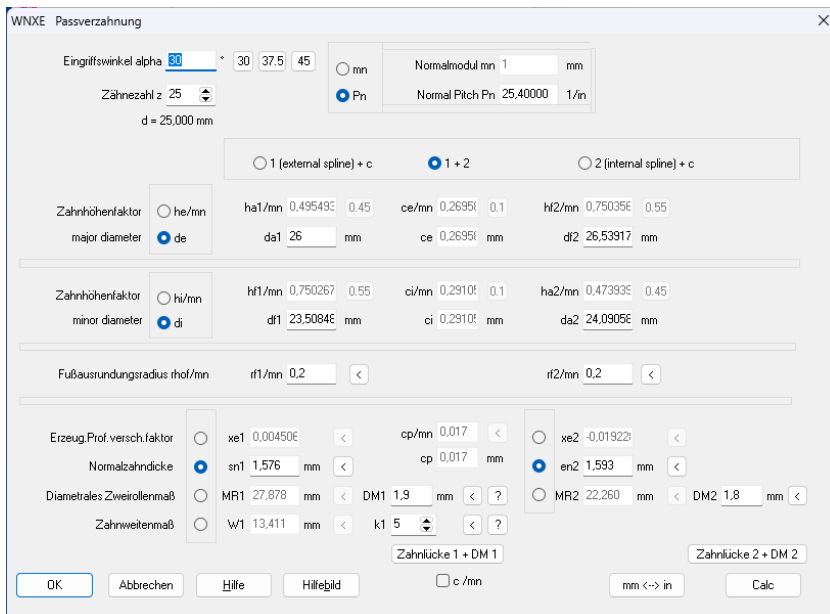 WNXE Passverzahnung
Eingriffswinkel alpha 30 ° 30 37.5 45
mn Normalmodul mn 1 mm
Zähnezahl z 25
Pn Normal Pitch Pn 25,40000 1/in
d = 25,000 mm
1 (external spline) + c 1 + 2 2 (internal spline) + c
Zahnhöhenfaktor he/mn ha1/mn 0,495493 0.45 ce/mn 0,26958 0.1 hf2/mn 0,750356 0.55
major diameter de da1 26 mm ce 0,26958 mm df2 26,53917 mm
Zahnhöhenfaktor hi/mn hf1/mn 0,750267 0.55 ci/mn 0,29105 0.1 ha2/mn 0,473939 0.45
minor diameter di df1 23,50848 mm ci 0,29105 mm da2 24,09058 mm
Fußausrundungsradius rhof/mn rf1/mn 0,2 < rf2/mn 0,2 <
Erzeug.Prof.versch.faktor xe1 0,004506 < cp/mn 0,017 < xe2 -0,01922 <
Normalzahndicke sn1 1,576 mm < cp 0,017 mm en2 1,593 mm <
Diametrales Zweirollenmaß MR1 27,878 mm < DM1 1,9 mm < ? MR2 22,260 mm < DM2 1,8 mm <
Zahnweitenmaß W1 13,411 mm < k1 5 < ?
Zahnlücke 1 + DM 1 Zahnlücke 2 + DM 2
OK Abbrechen Hilfe Hilfebild c /mn mm <--> in Calc